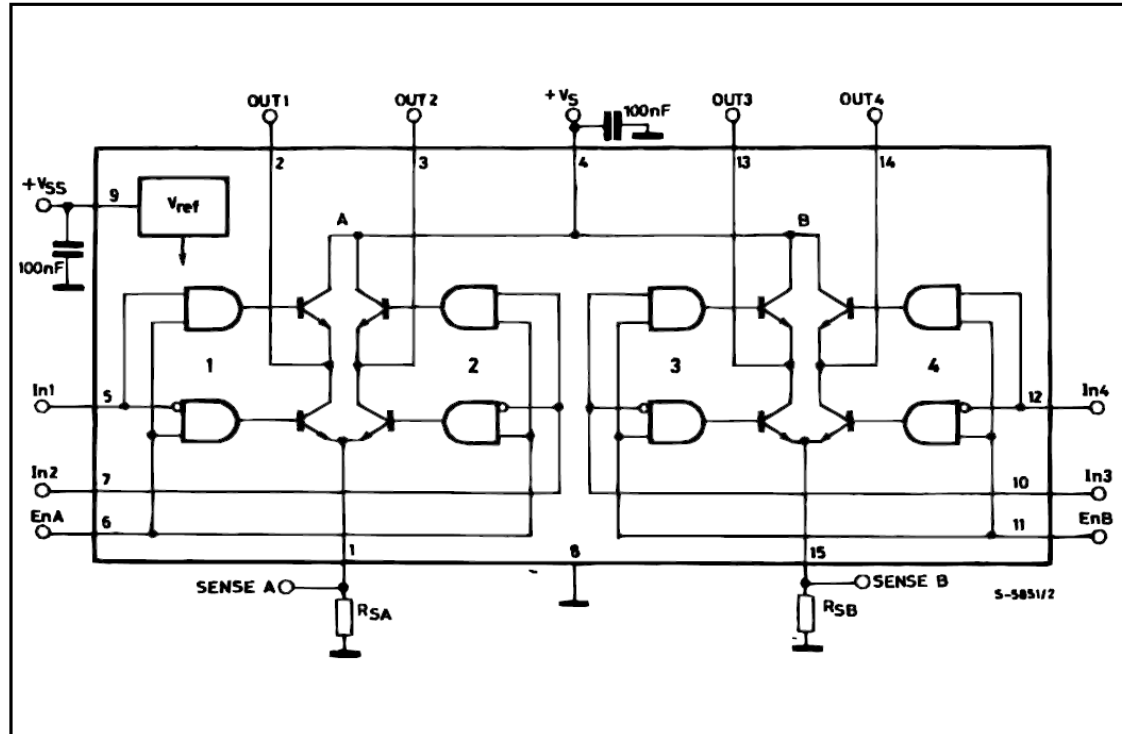 OUT1 OUT2 +Vs 100nF OUT3 OUT4
2 3 4 13 14
+Vss 9 Vref
A B
100nF
1 2 3 4
In1 5 12 In4
In2 7 10 In3
EnA 6 11 EnB
1 8 15
SENSE A SENSE B
S-5851/2
RSA RSB